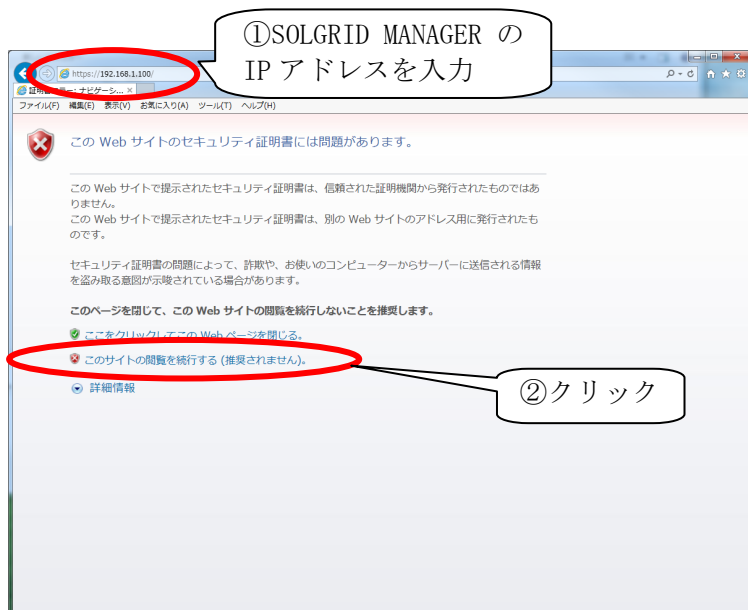 ①SOLGRID MANAGER の
IP アドレスを入力
https://192.168.1.100/
ナビゲーシ... ×
ファイル(F) 編集(E) 表示(V) お気に入り(A) ツール(T) ヘルプ(H)
この Web サイトのセキュリティ証明書には問題があります。
この Web サイトで提示されたセキュリティ証明書は、信頼された証明機関から発行されたものではあ
りません。
この Web サイトで提示されたセキュリティ証明書は、別の Web サイトのアドレス用に発行されたも
のです。
セキュリティ証明書の問題によって、詐欺や、お使いのコンピューターからサーバーに送信される情報
を盗み取る意図が示唆されている場合があります。
このページを閉じて、この Web サイトの閲覧を続行しないことを推奨します。
ここをクリックしてこの Web ページを閉じる。
このサイトの閲覧を続行する (推奨されません)。
詳細情報
②クリック